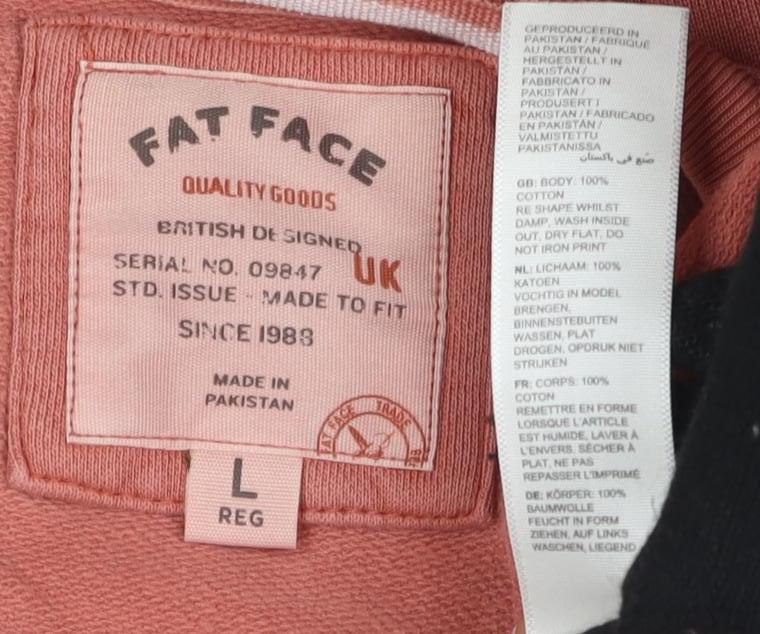 FAT FACE
QUALITY GOODS
BRITISH DESIGNED
UK
SERIAL NO. 09847
STD. ISSUE - MADE TO FIT
SINCE 1988
MADE IN
PAKISTAN
FAT FACE TRADE
L
REG
GEPRODUCEERD IN
PAKISTAN / FABRIQUÉ
AU PAKISTAN /
HERGESTELLT IN
PAKISTAN /
FABBRICATO IN
PAKISTAN /
PRODUSERT I
PAKISTAN / FABRICADO
EN PAKISTÁN /
VALMISTETTU
PAKISTANISSA
صنع في باكستان
GB: BODY: 100%
COTTON
RE SHAPE WHILST
DAMP, WASH INSIDE
OUT, DRY FLAT, DO
NOT IRON PRINT
NL: LICHAAM: 100%
KATOEN
VOCHTIG IN MODEL
BRENGEN,
BINNENSTEBUITEN
WASSEN, PLAT
DROGEN, OPDRUK NIET
STRIJKEN
FR: CORPS: 100%
COTON
REMETTRE EN FORME
LORSQUE L'ARTICLE
EST HUMIDE, LAVER À
L'ENVERS, SÉCHER À
PLAT, NE PAS
REPASSER L'IMPRIMÉ
DE: KÖRPER: 100%
BAUMWOLLE
FEUCHT IN FORM
ZIEHEN, AUF LINKS
WASCHEN, LIEGEND